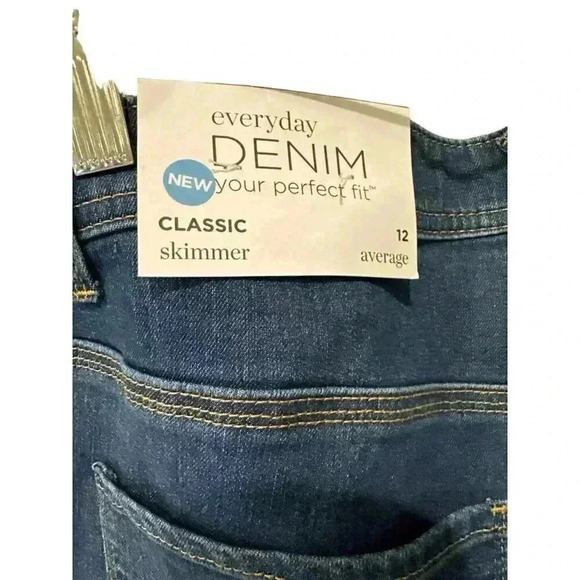 everyday
DENIM
NEW your perfect fit™
CLASSIC 12
skimmer average